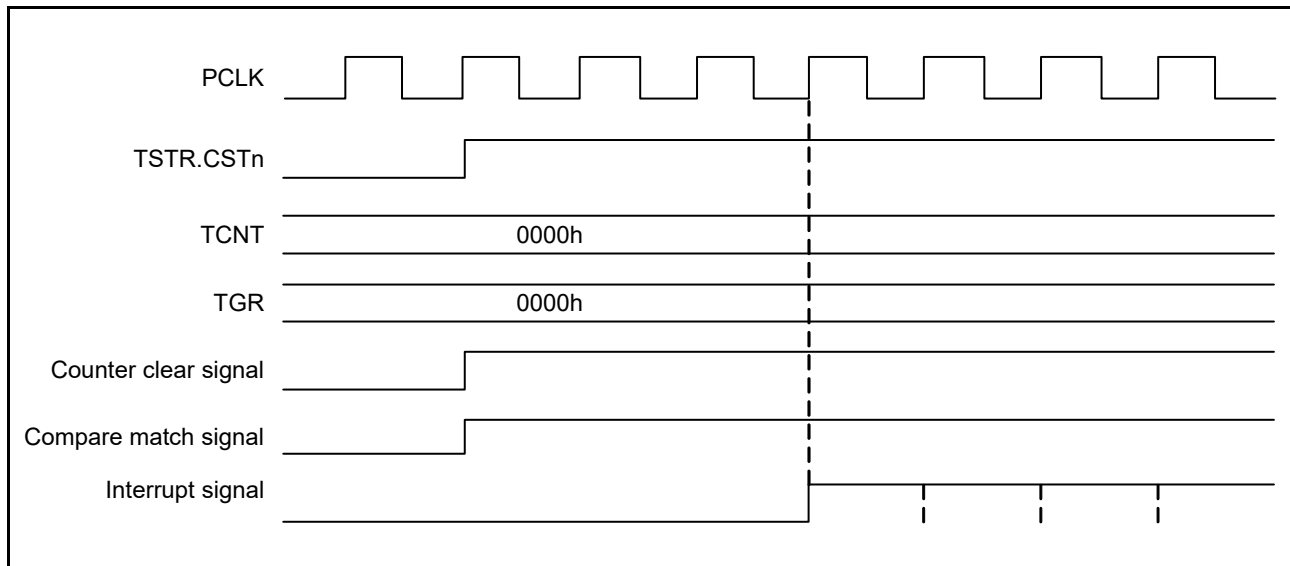 PCLK
TSTR.CSTn
TCNT 0000h
TGR 0000h
Counter clear signal
Compare match signal
Interrupt signal